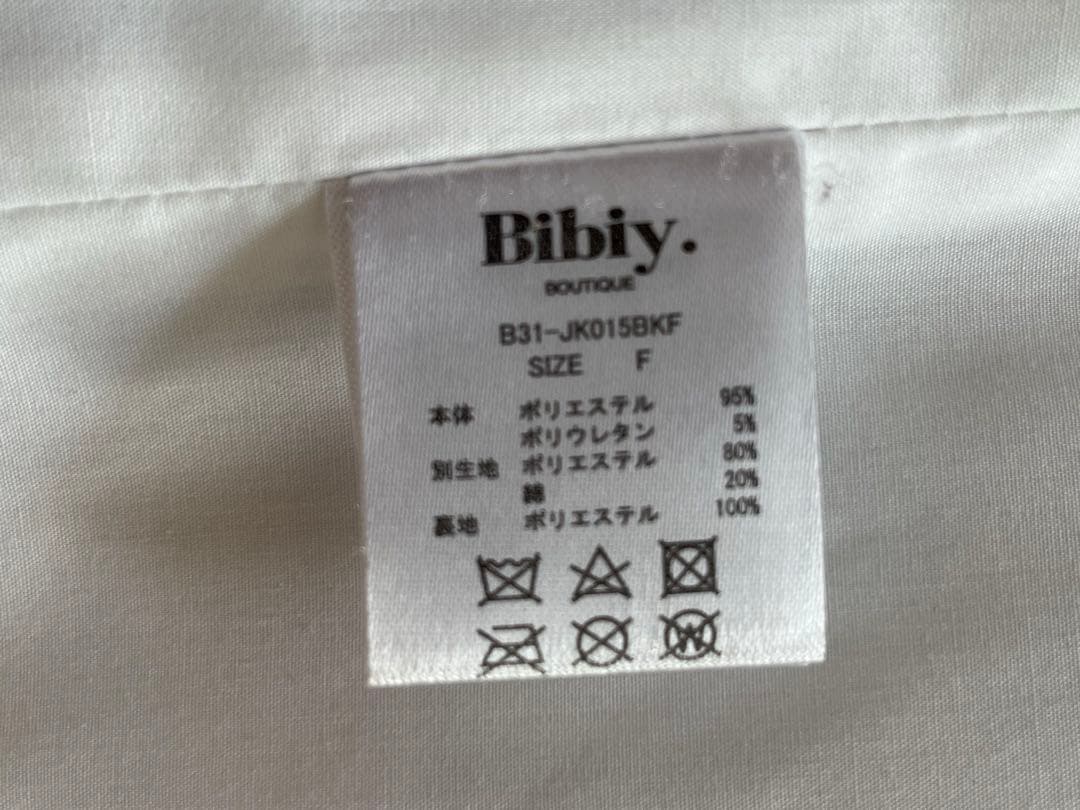 Bibiy.
BOUTIQUE
B31-JK015BKF
SIZE F
本体 ポリエステル 95%
ポリウレタン 5%
別生地 ポリエステル 80%
綿 20%
裏地 ポリエステル 100%
W